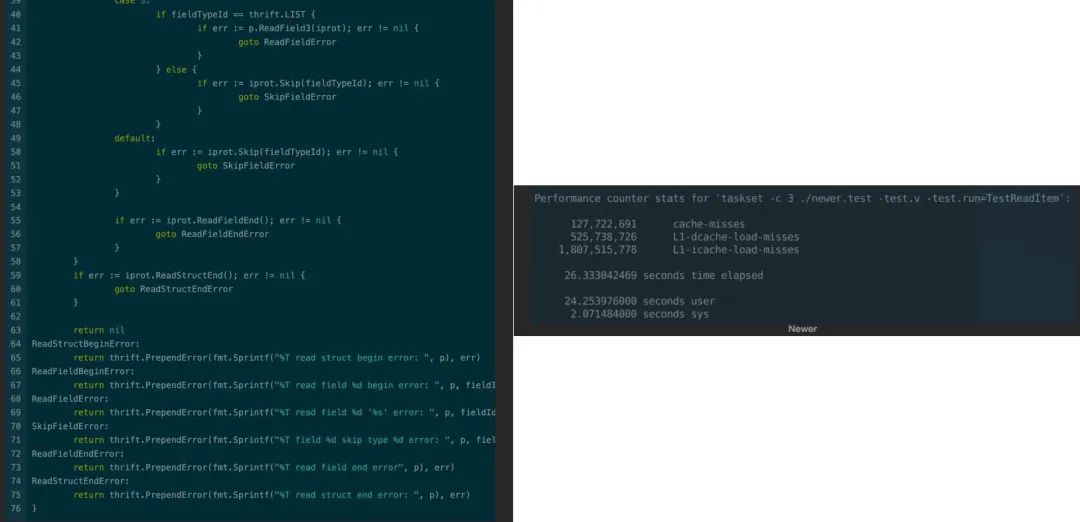 39 case 3:
40 if fieldTypeId == thrift.LIST {
41 if err := p.ReadField3(iprot); err != nil {
42 goto ReadFieldError
43 }
44 } else {
45 if err := iprot.Skip(fieldTypeId); err != nil {
46 goto SkipFieldError
47 }
48 }
49 default:
50 if err := iprot.Skip(fieldTypeId); err != nil {
51 goto SkipFieldError
52 }
53 }
54
55 if err := iprot.ReadFieldEnd(); err != nil {
56 goto ReadFieldEndError
57 }
58 }
59 if err := iprot.ReadStructEnd(); err != nil {
60 goto ReadStructEndError
61 }
62
63 return nil
64 ReadStructBeginError:
65 return thrift.PrependError(fmt.Sprintf("%T read struct begin error: ", p), err)
66 ReadFieldBeginError:
67 return thrift.PrependError(fmt.Sprintf("%T read field %d begin error: ", p, fieldI
68 ReadFieldError:
69 return thrift.PrependError(fmt.Sprintf("%T read field %d '%s' error: ", p, fieldId
70 SkipFieldError:
71 return thrift.PrependError(fmt.Sprintf("%T field %d skip type %d error: ", p, fiel
72 ReadFieldEndError:
73 return thrift.PrependError(fmt.Sprintf("%T read field end error", p), err)
74 ReadStructEndError:
75 return thrift.PrependError(fmt.Sprintf("%T read struct end error: ", p), err)
76 }
Performance counter stats for 'taskset -c 3 ./newer.test -test.v -test.run=TestReadItem':
127,722,691 cache-misses
525,738,726 L1-dcache-load-misses
1,807,515,778 L1-icache-load-misses
26.333042469 seconds time elapsed
24.253976000 seconds user
2.071484000 seconds sys
Newer